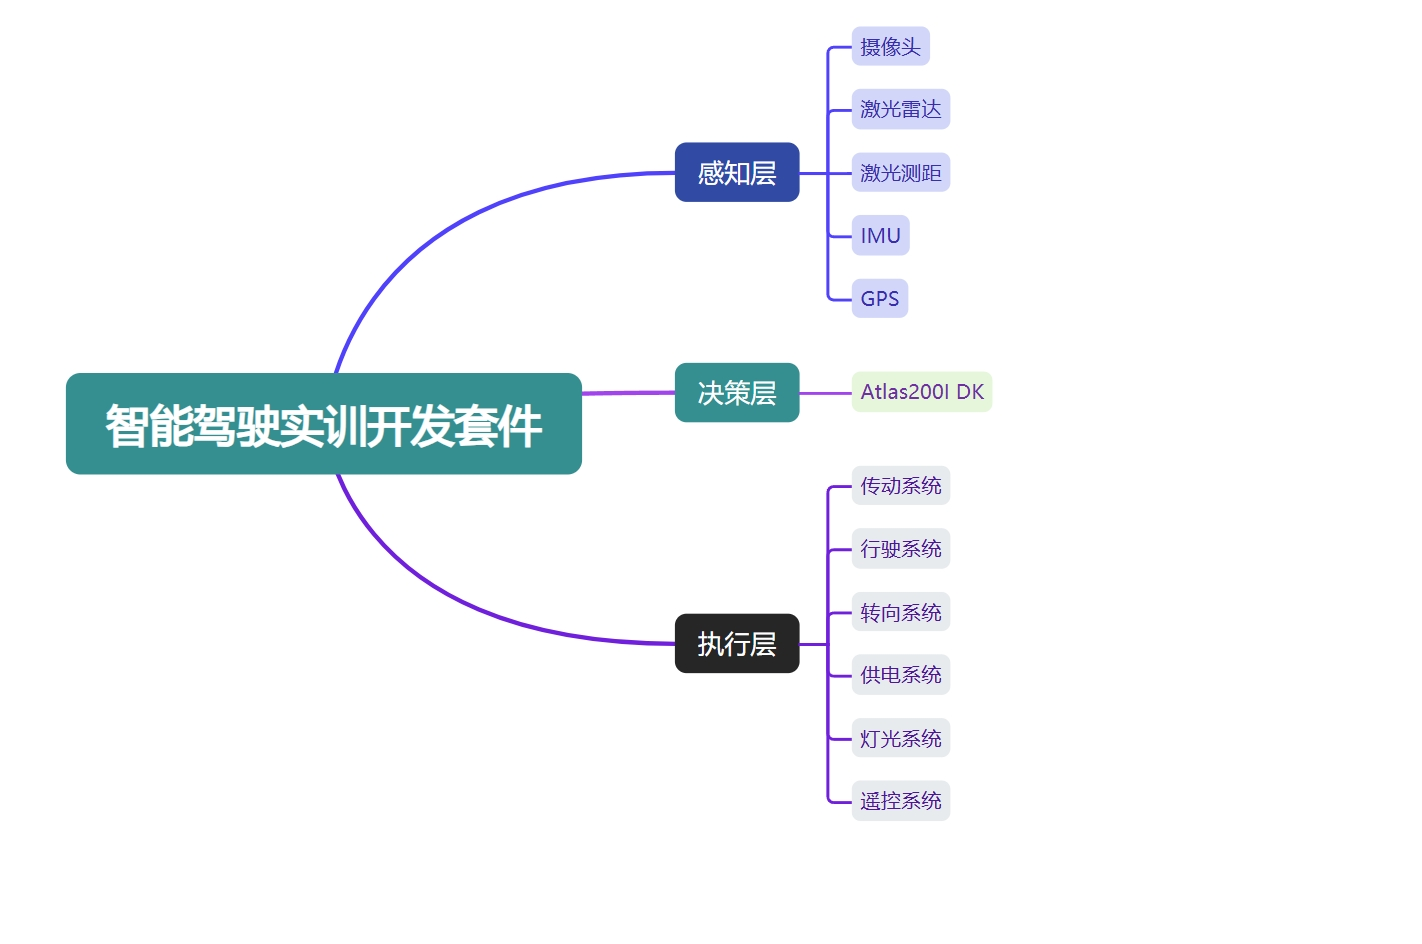 智能驾驶实训开发套件
感知层
摄像头
激光雷达
激光测距
IMU
GPS
决策层
Atlas200I DK
执行层
传动系统
行驶系统
转向系统
供电系统
灯光系统
遥控系统